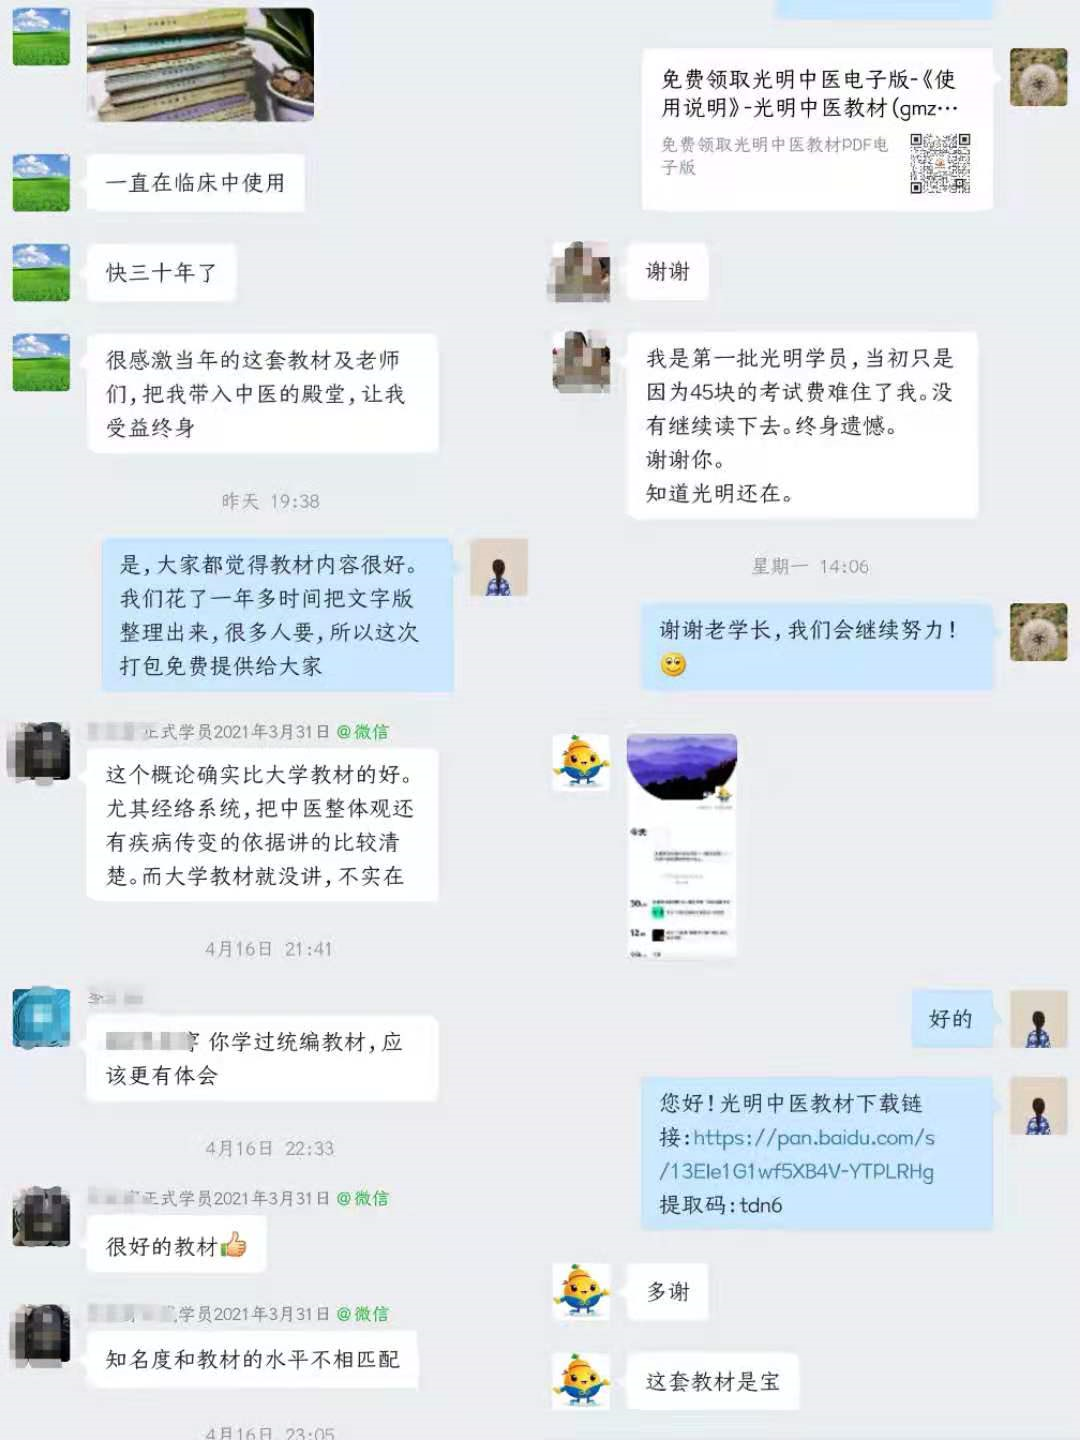 一直在临床中使用
快三十年了
很感激当年的这套教材及老师
们,把我带入中医的殿堂,让我
受益终身
昨天 19:38
是,大家都觉得教材内容很好。
我们花了一年多时间把文字版
整理出来,很多人要,所以这次
打包免费提供给大家
正式学员2021年3月31日 @微信
这个概论确实比大学教材的好。
尤其经络系统,把中医整体观还
有疾病传变的依据讲的比较清
楚。而大学教材就没讲,不实在
4月16日 21:41
你学过统编教材,应
该更有体会
4月16日 22:33
正式学员2021年3月31日 @微信
很好的教材👍
学员2021年3月31日 @微信
知名度和教材的水平不相匹配
4月16日 23:05
免费领取光明中医电子版-《使
用说明》-光明中医教材(gmz…
免费领取光明中医教材PDF电
子版
谢谢
我是第一批光明学员,当初只是
因为45块的考试费难住了我。没
有继续读下去。终身遗憾。
谢谢你。
知道光明还在。
星期一 14:06
谢谢老学长,我们会继续努力!
🙂
今天
好的
您好!光明中医教材下载链
接:https://pan.baidu.com/s
/13Ele1G1wf5XB4V-YTPLRHg
提取码:tdn6
多谢
这套教材是宝